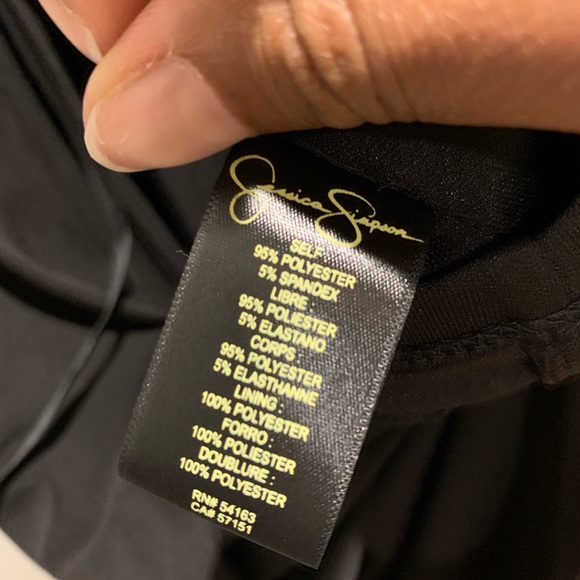 Jessica Simpson
SELF:
95% POLYESTER
5% SPANDEX
LIBRE:
95% POLIESTER
5% ELASTANO
CORPS:
95% POLYESTER
5% ELASTHANNE
LINING:
100% POLYESTER
FORRO:
100% POLIESTER
DOUBLURE:
100% POLYESTER
RN# 54163
CA# 57151